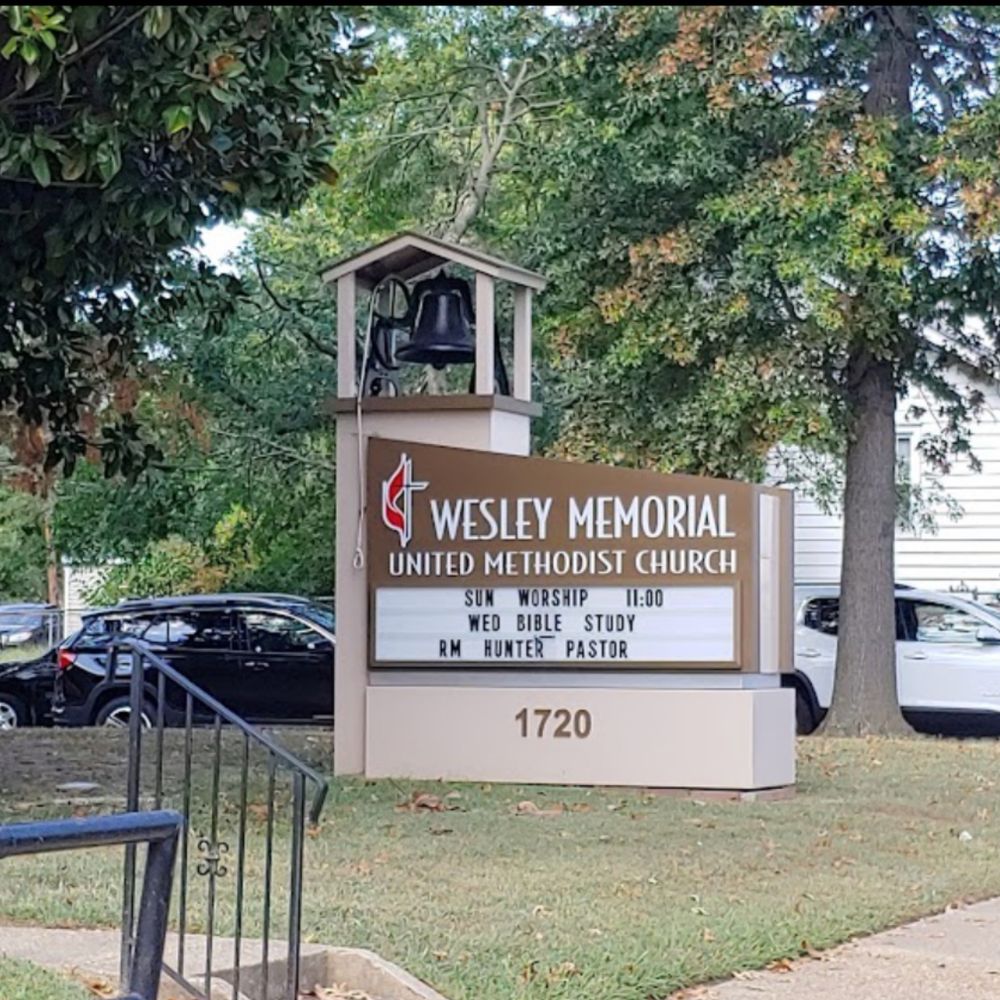 WESLEY MEMORIAL
UNITED METHODIST CHURCH
SUN WORSHIP 11:00
WED BIBLE STUDY
RM HUNTER PASTOR
1720